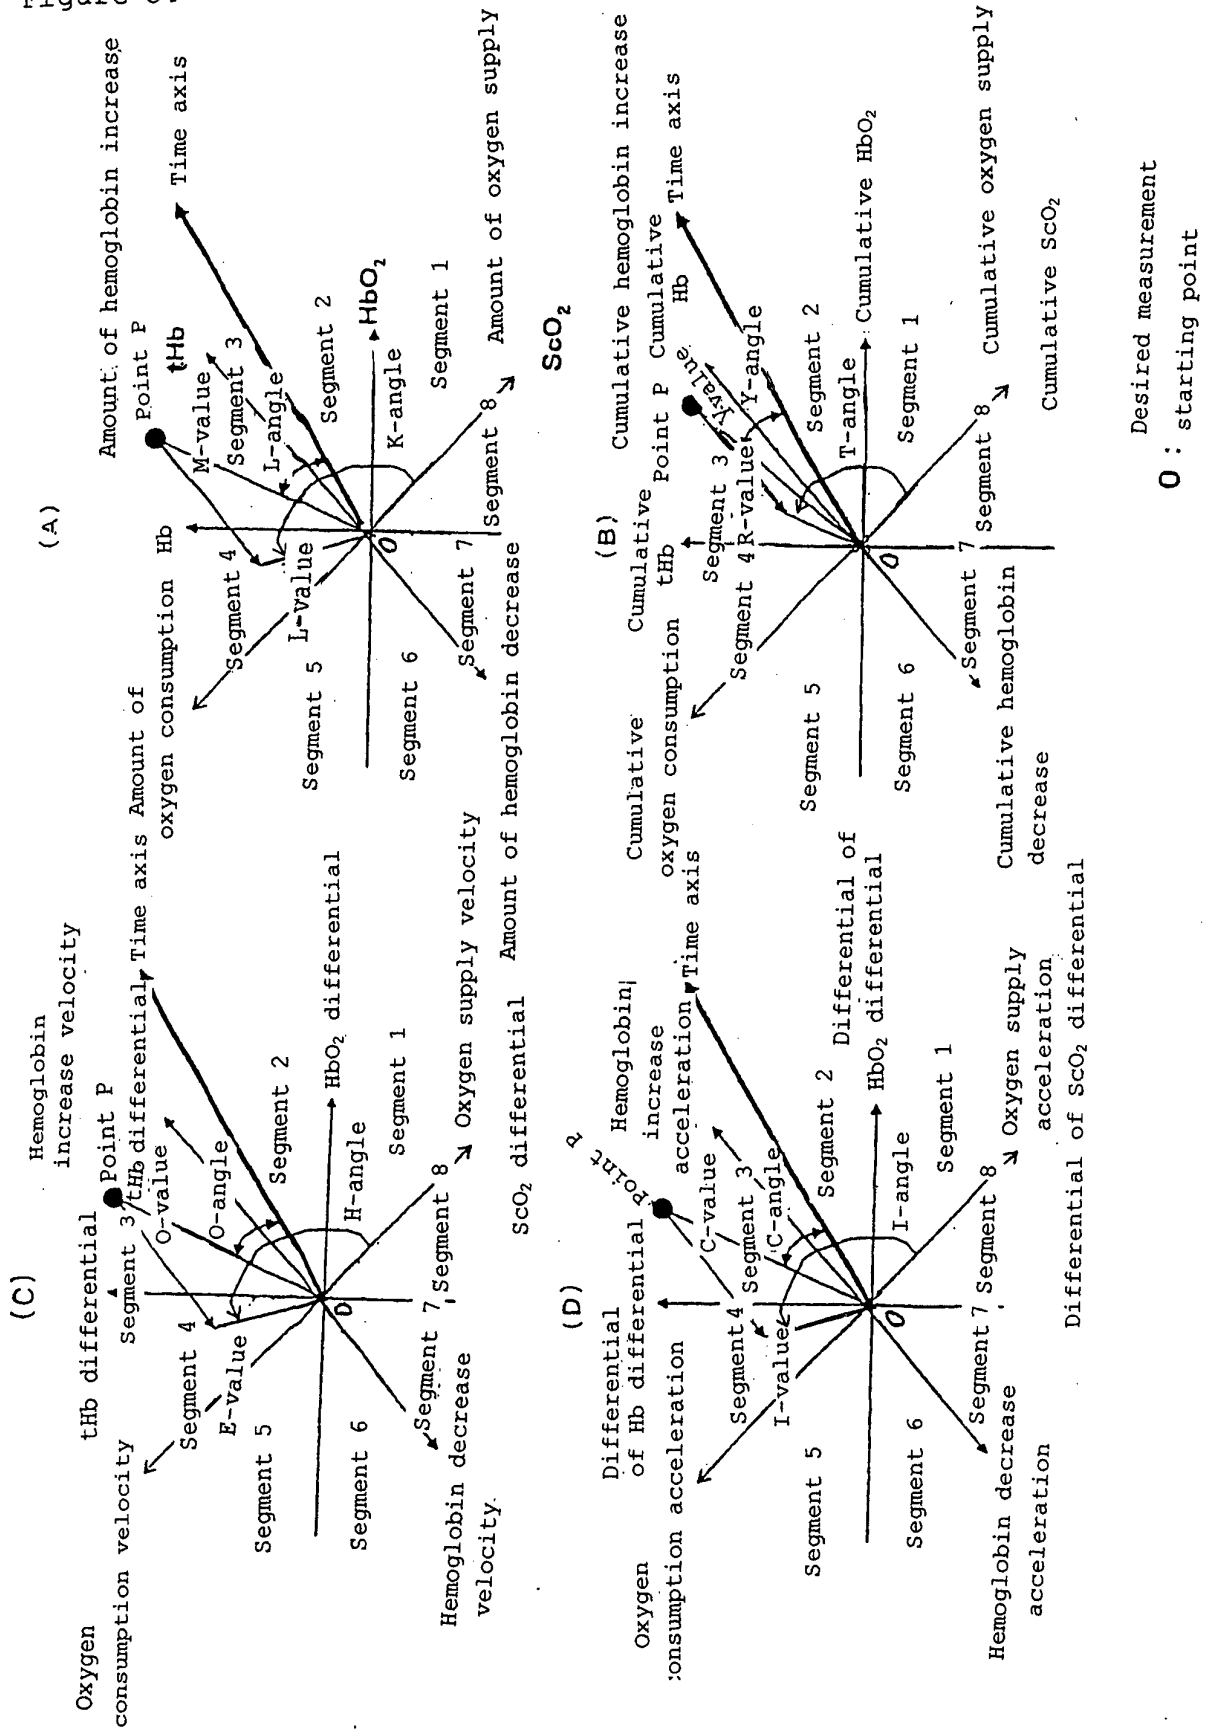 (A)
Amount of hemoglobin increase
Point P
tHb
Time axis
M-value
Segment 3
L-angle
Segment 2
HbO₂
K-angle
Segment 1
Amount of oxygen supply
ScO₂
Segment 8
Segment 7
Amount of hemoglobin decrease
Segment 6
Segment 5
L-value
Segment 4
Hb
Amount of
oxygen consumption
O
(B)
Cumulative hemoglobin increase
Point P
Cumulative
Hb
Time axis
Y-value
Y-angle
Segment 3
R-value
Segment 2
T-angle
Cumulative HbO₂
Segment 1
Cumulative oxygen supply
Cumulative ScO₂
Segment 8
Segment 7
Cumulative hemoglobin
decrease
Segment 6
Segment 5
Segment 4
Cumulative
tHb
Cumulative
oxygen consumption
O
(C)
Hemoglobin
increase velocity
Point P
tHb differential
Time axis
O-value
O-angle
Segment 2
HbO₂ differential
H-angle
Segment 1
Oxygen supply velocity
ScO₂ differential
Segment 8
Segment 7
Hemoglobin decrease
velocity.
Segment 6
Segment 5
E-value
Segment 4
Segment 3
tHb differential
Oxygen
consumption velocity
O
(D)
Hemoglobin
increase
acceleration
Point P
Time axis
C-value
Segment 3
C-angle
Segment 2
Differential of
HbO₂ differential
I-angle
Segment 1
Oxygen supply
acceleration
Differential of ScO₂ differential
Segment 8
Segment 7
Hemoglobin decrease
acceleration
Segment 6
Segment 5
I-value
Segment 4
Differential
of Hb differential
Oxygen
consumption acceleration
O
O : Desired measurement
starting point